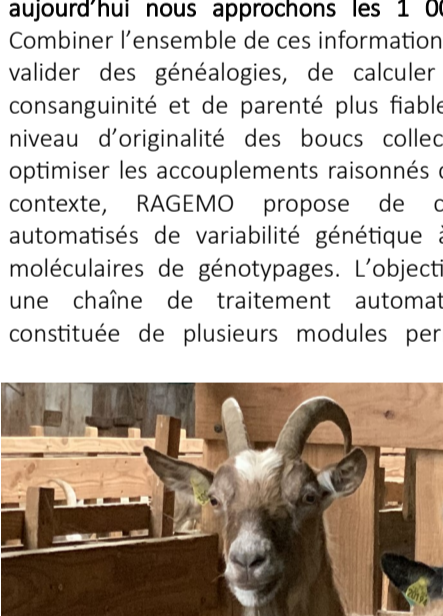 aujourd'hui nous approchons les 1
Combiner l'ensemble de ces information
valider des généalogies, de calculer
consanguinité et de parenté plus fiable
niveau d'originalité des boucs collec
optimiser les accouplements raisonnés
contexte, RAGEMO propose de c
automatisés de variabilité génétique à
moléculaires de génotypages. L'objecti
une chaîne de traitement automat
constituée de plusieurs modules per